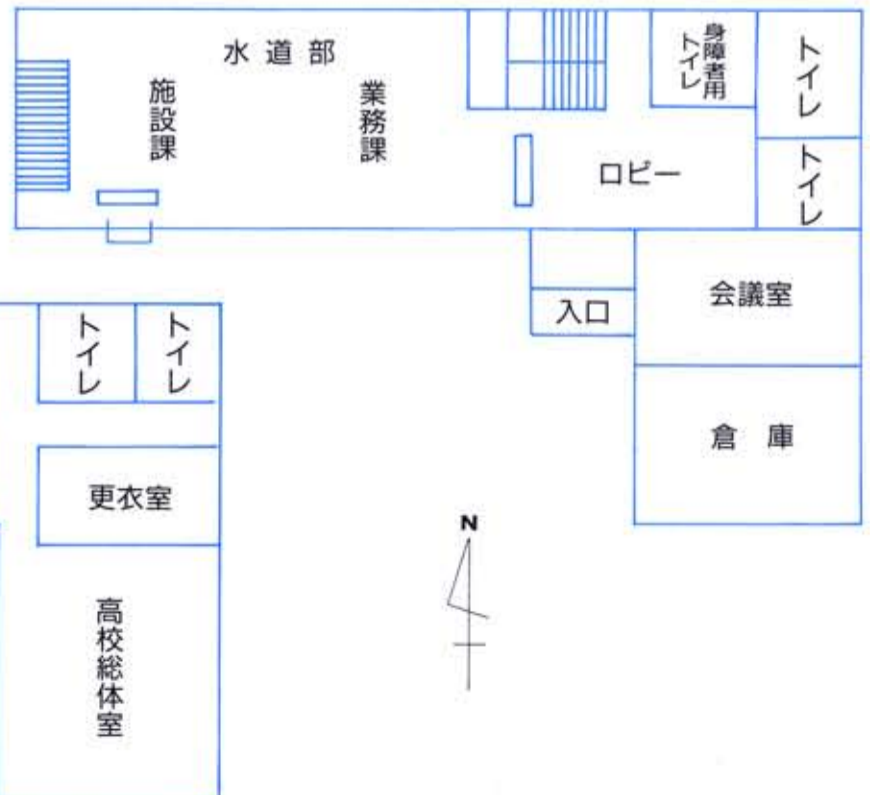 水道部
施設課
業務課
身障者用
トイレ
トイレ
ロビー
トイレ
会議室
入口
倉庫
トイレ
トイレ
更衣室
高校総体室
N